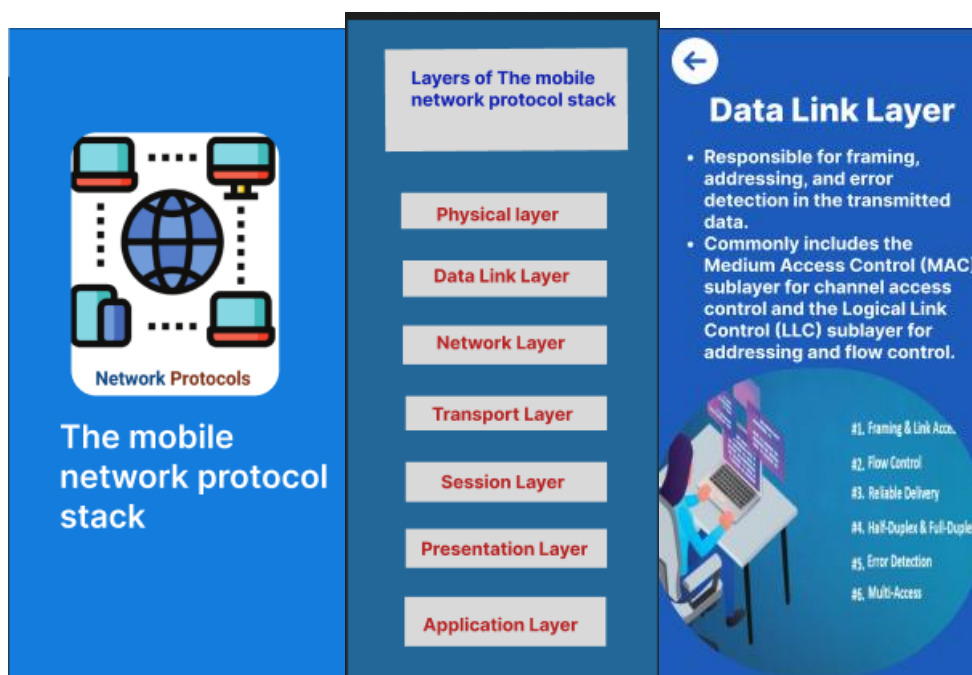 Network Protocols
The mobile
network protocol
stack
Layers of The mobile
network protocol stack
Physical layer
Data Link Layer
Network Layer
Transport Layer
Session Layer
Presentation Layer
Application Layer
Data Link Layer
• Responsible for framing,
addressing, and error
detection in the transmitted
data.
• Commonly includes the
Medium Access Control (MAC)
sublayer for channel access
control and the Logical Link
Control (LLC) sublayer for
addressing and flow control.
#1. Framing & Link
#2. Flow Control
#3. Reliable Delivery
#4. Half-Duplex &
#5. Error Detection
#6. Multi-Access